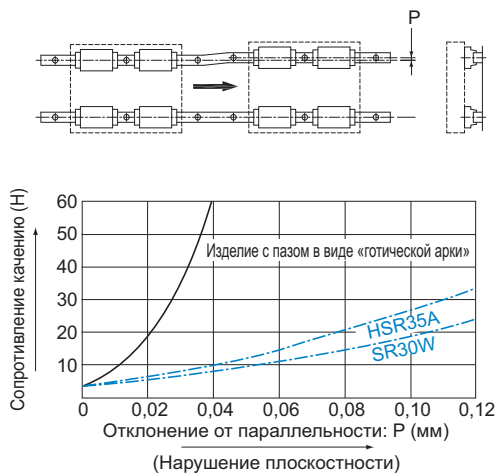 P
Сопротивление качению (Н)
60
50
40
30
20
10
Изделие с пазом в виде «готической арки»
HSR35A
SR30W
0
0,02
0,04
0,06
0,08
0,10
0,12
Отклонение от параллельности: P (мм)
(Нарушение плоскостности)